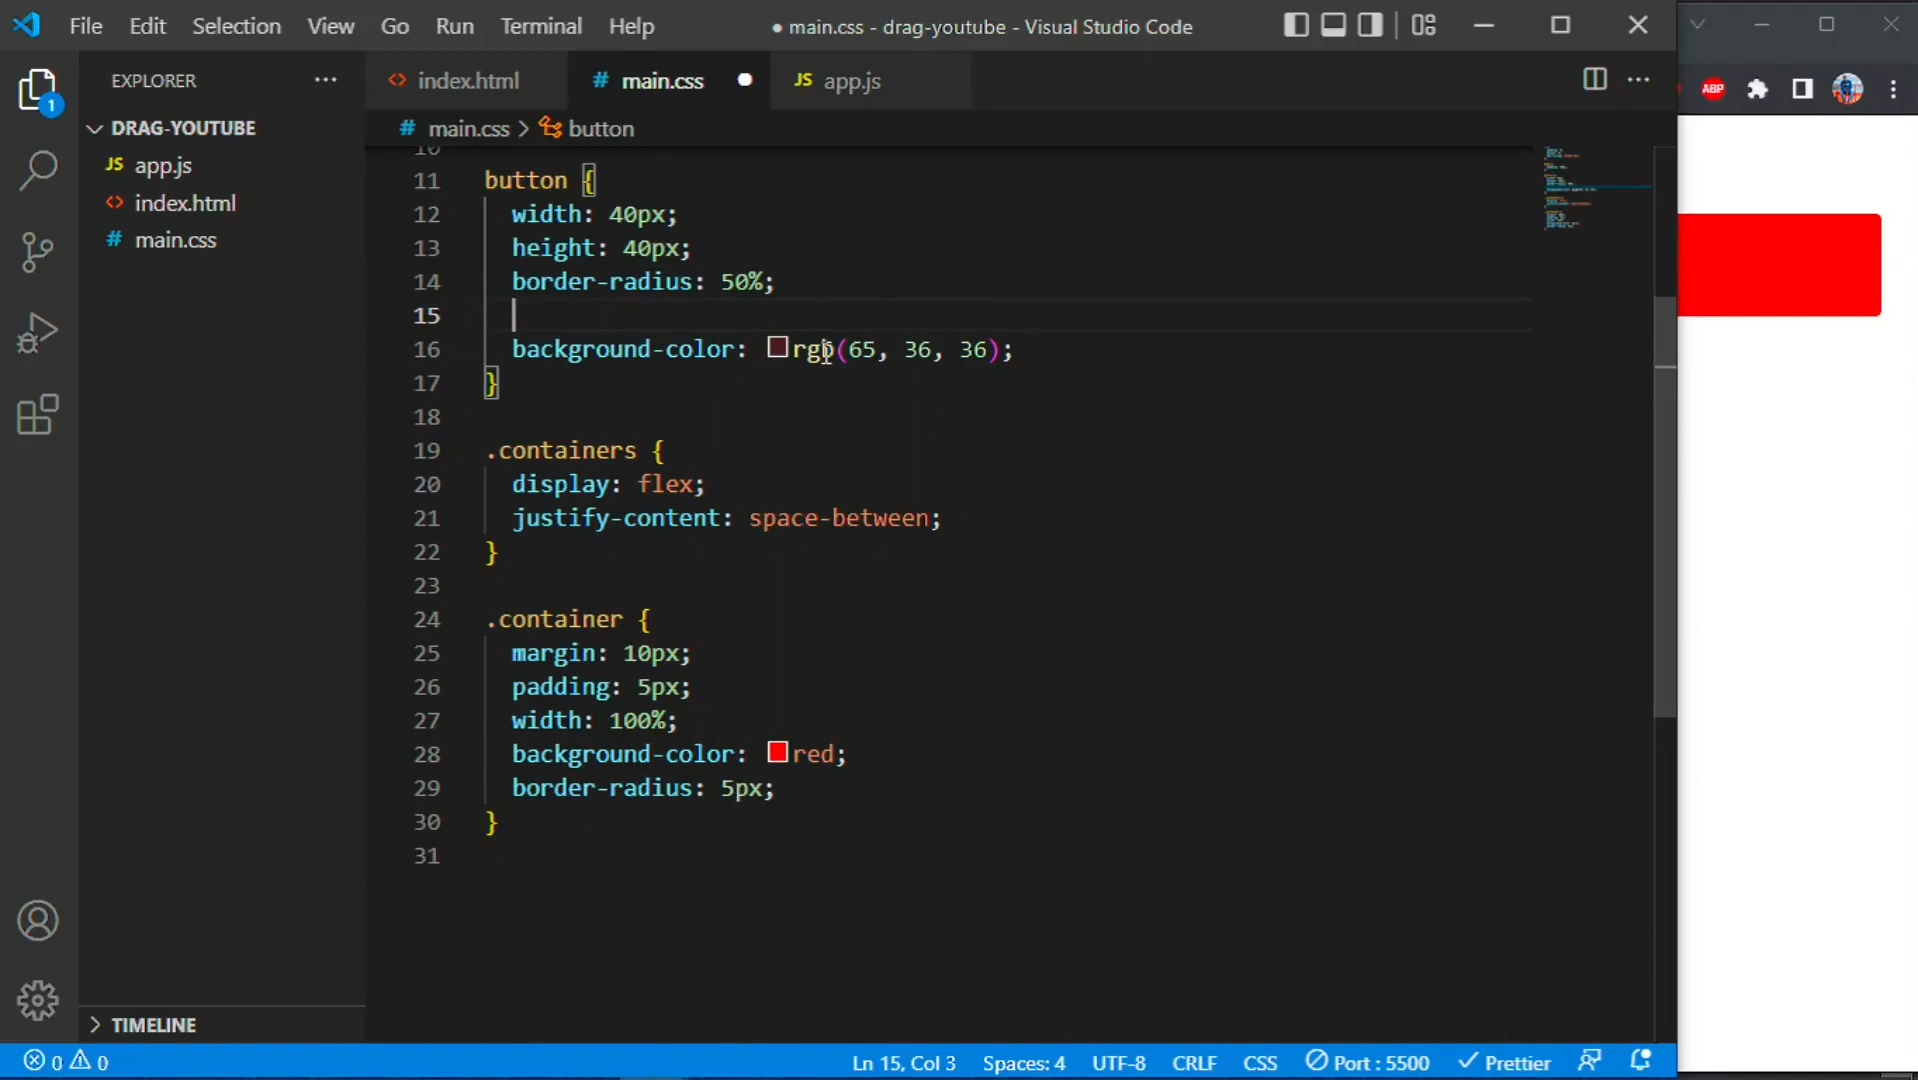 File Edit Selection View Go Run Terminal Help ● main.css - drag-youtube - Visual Studio Code
EXPLORER ···
index.html # main.css JS app.js
ABP
1
DRAG-YOUTUBE
# main.css > button
JS app.js
index.html
# main.css
10
11 button {
12 width: 40px;
13 height: 40px;
14 border-radius: 50%;
15
16 background-color: rgb(65, 36, 36);
17 }
18
19 .containers {
20 display: flex;
21 justify-content: space-between;
22 }
23
24 .container {
25 margin: 10px;
26 padding: 5px;
27 width: 100%;
28 background-color: red;
29 border-radius: 5px;
30 }
31
TIMELINE
0 0 Ln 15, Col 3 Spaces: 4 UTF-8 CRLF CSS Port : 5500 Prettier